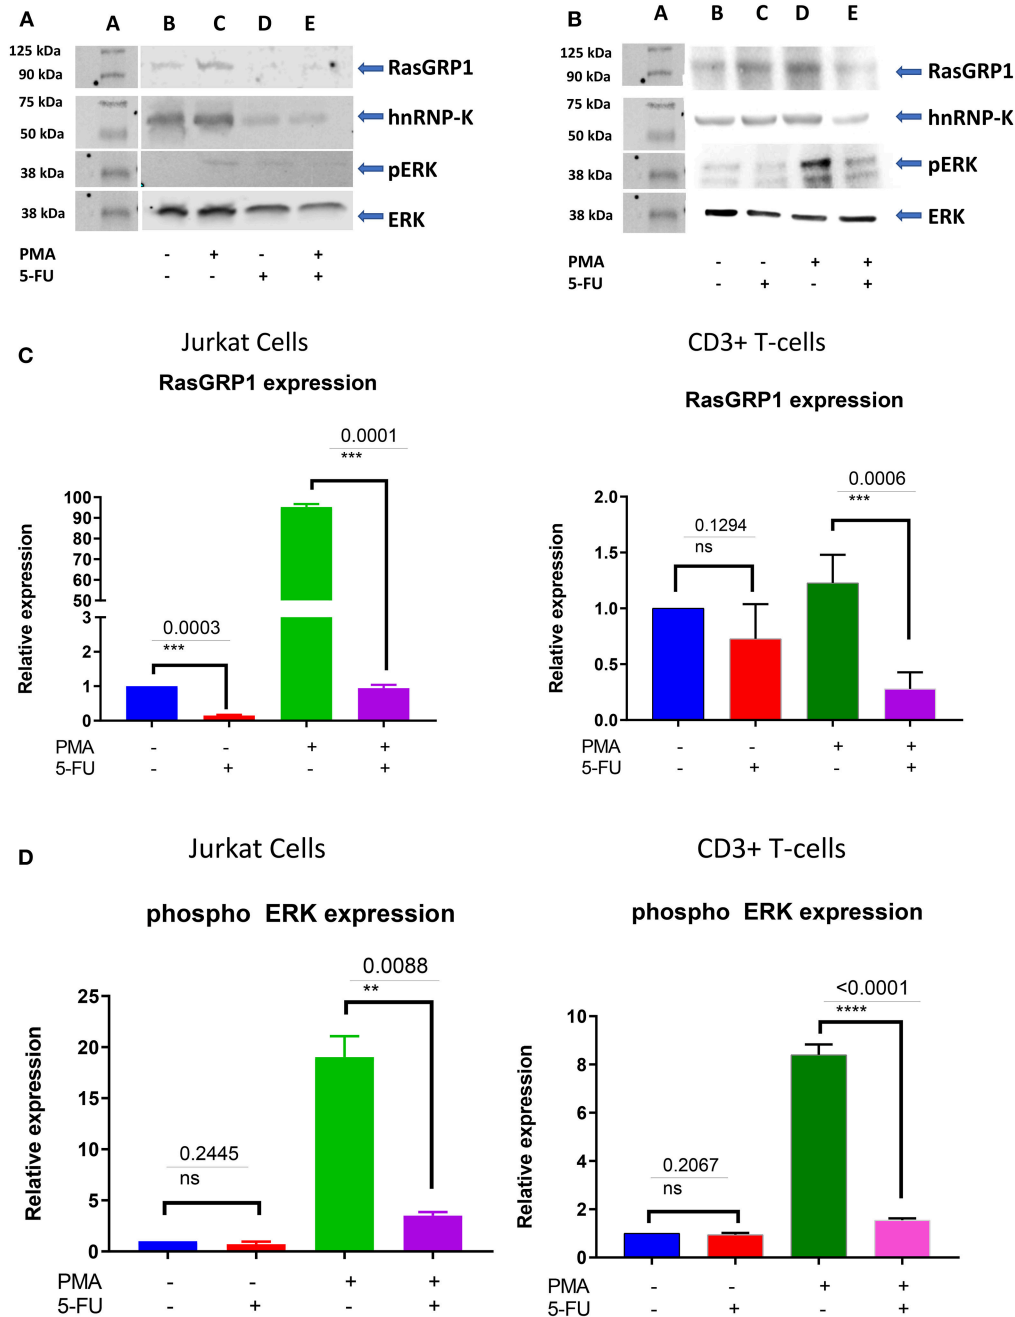 A
A B C D E
125 kDa
90 kDa
RasGRP1
75 kDa
50 kDa
hnRNP-K
38 kDa
pERK
38 kDa
ERK
PMA - + - +
5-FU - - + +
B
A B C D E
125 kDa
90 kDa
RasGRP1
75 kDa
50 kDa
hnRNP-K
38 kDa
pERK
38 kDa
ERK
PMA - - + +
5-FU - + - +
C
Jurkat Cells
RasGRP1 expression
0.0001
***
0.0003
***
Relative expression
100
90
80
70
60
50
3
2
1
0
PMA - - + +
5-FU - + - +
CD3+ T-cells
RasGRP1 expression
0.0006
***
0.1294
ns
Relative expression
2.0
1.5
1.0
0.5
0.0
PMA - - + +
5-FU - + - +
D
Jurkat Cells
phospho ERK expression
0.0088
**
0.2445
ns
Relative expression
25
20
15
10
5
0
PMA - - + +
5-FU - + - +
CD3+ T-cells
phospho ERK expression
<0.0001
****
0.2067
ns
Relative expression
10
8
6
4
2
0
PMA - - + +
5-FU - + - +